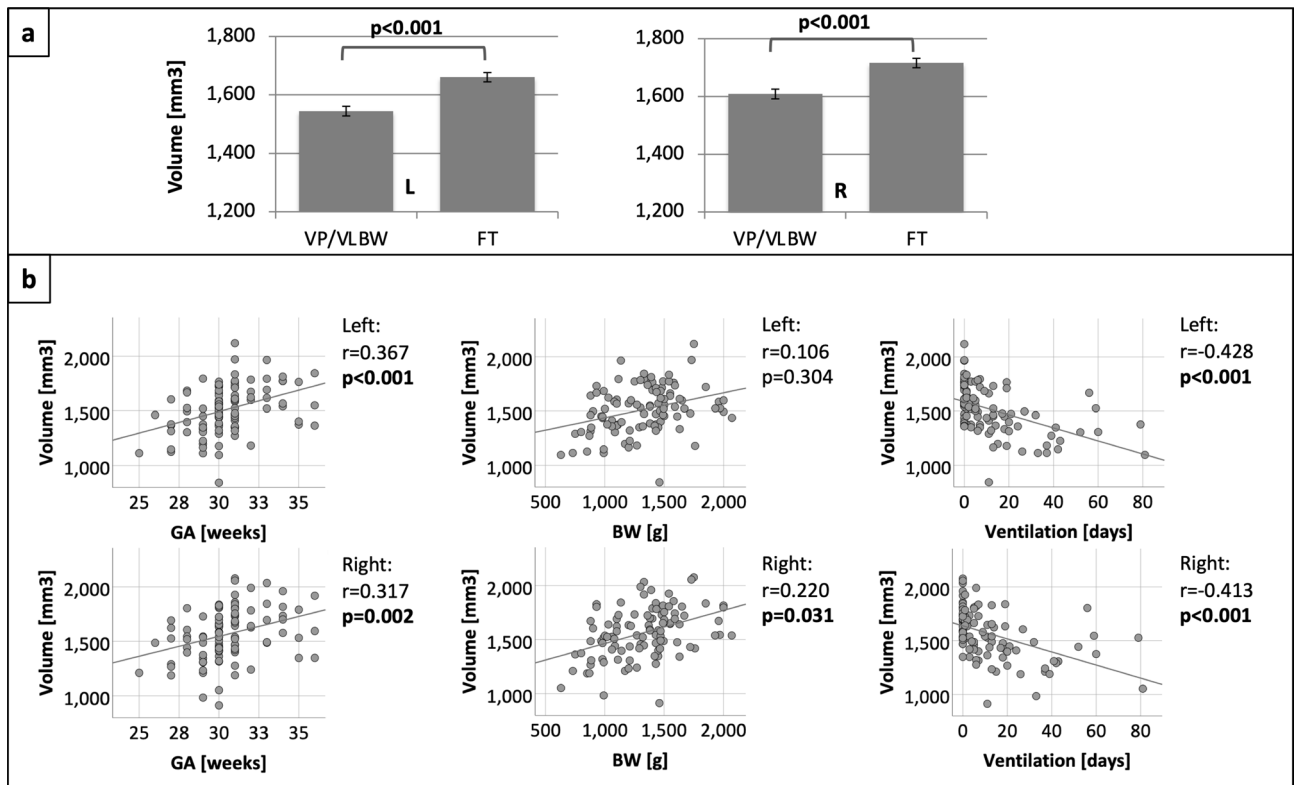 a
p<0.001
1,800
1,600
1,400
1,200
Volume [mm3]
L
VP/VLBW FT
p<0.001
1,800
1,600
1,400
1,200
R
VP/VLBW FT
b
Volume [mm3]
2,000
1,500
1,000
25 28 30 33 35
GA [weeks]
Left:
r=0.367
p<0.001
Volume [mm3]
2,000
1,500
1,000
500 1,000 1,500 2,000
BW [g]
Left:
r=0.106
p=0.304
Volume [mm3]
2,000
1,500
1,000
0 20 40 60 80
Ventilation [days]
Left:
r=-0.428
p<0.001
Volume [mm3]
2,000
1,500
1,000
25 28 30 33 35
GA [weeks]
Right:
r=0.317
p=0.002
Volume [mm3]
2,000
1,500
1,000
500 1,000 1,500 2,000
BW [g]
Right:
r=0.220
p=0.031
Volume [mm3]
2,000
1,500
1,000
0 20 40 60 80
Ventilation [days]
Right:
r=-0.413
p<0.001